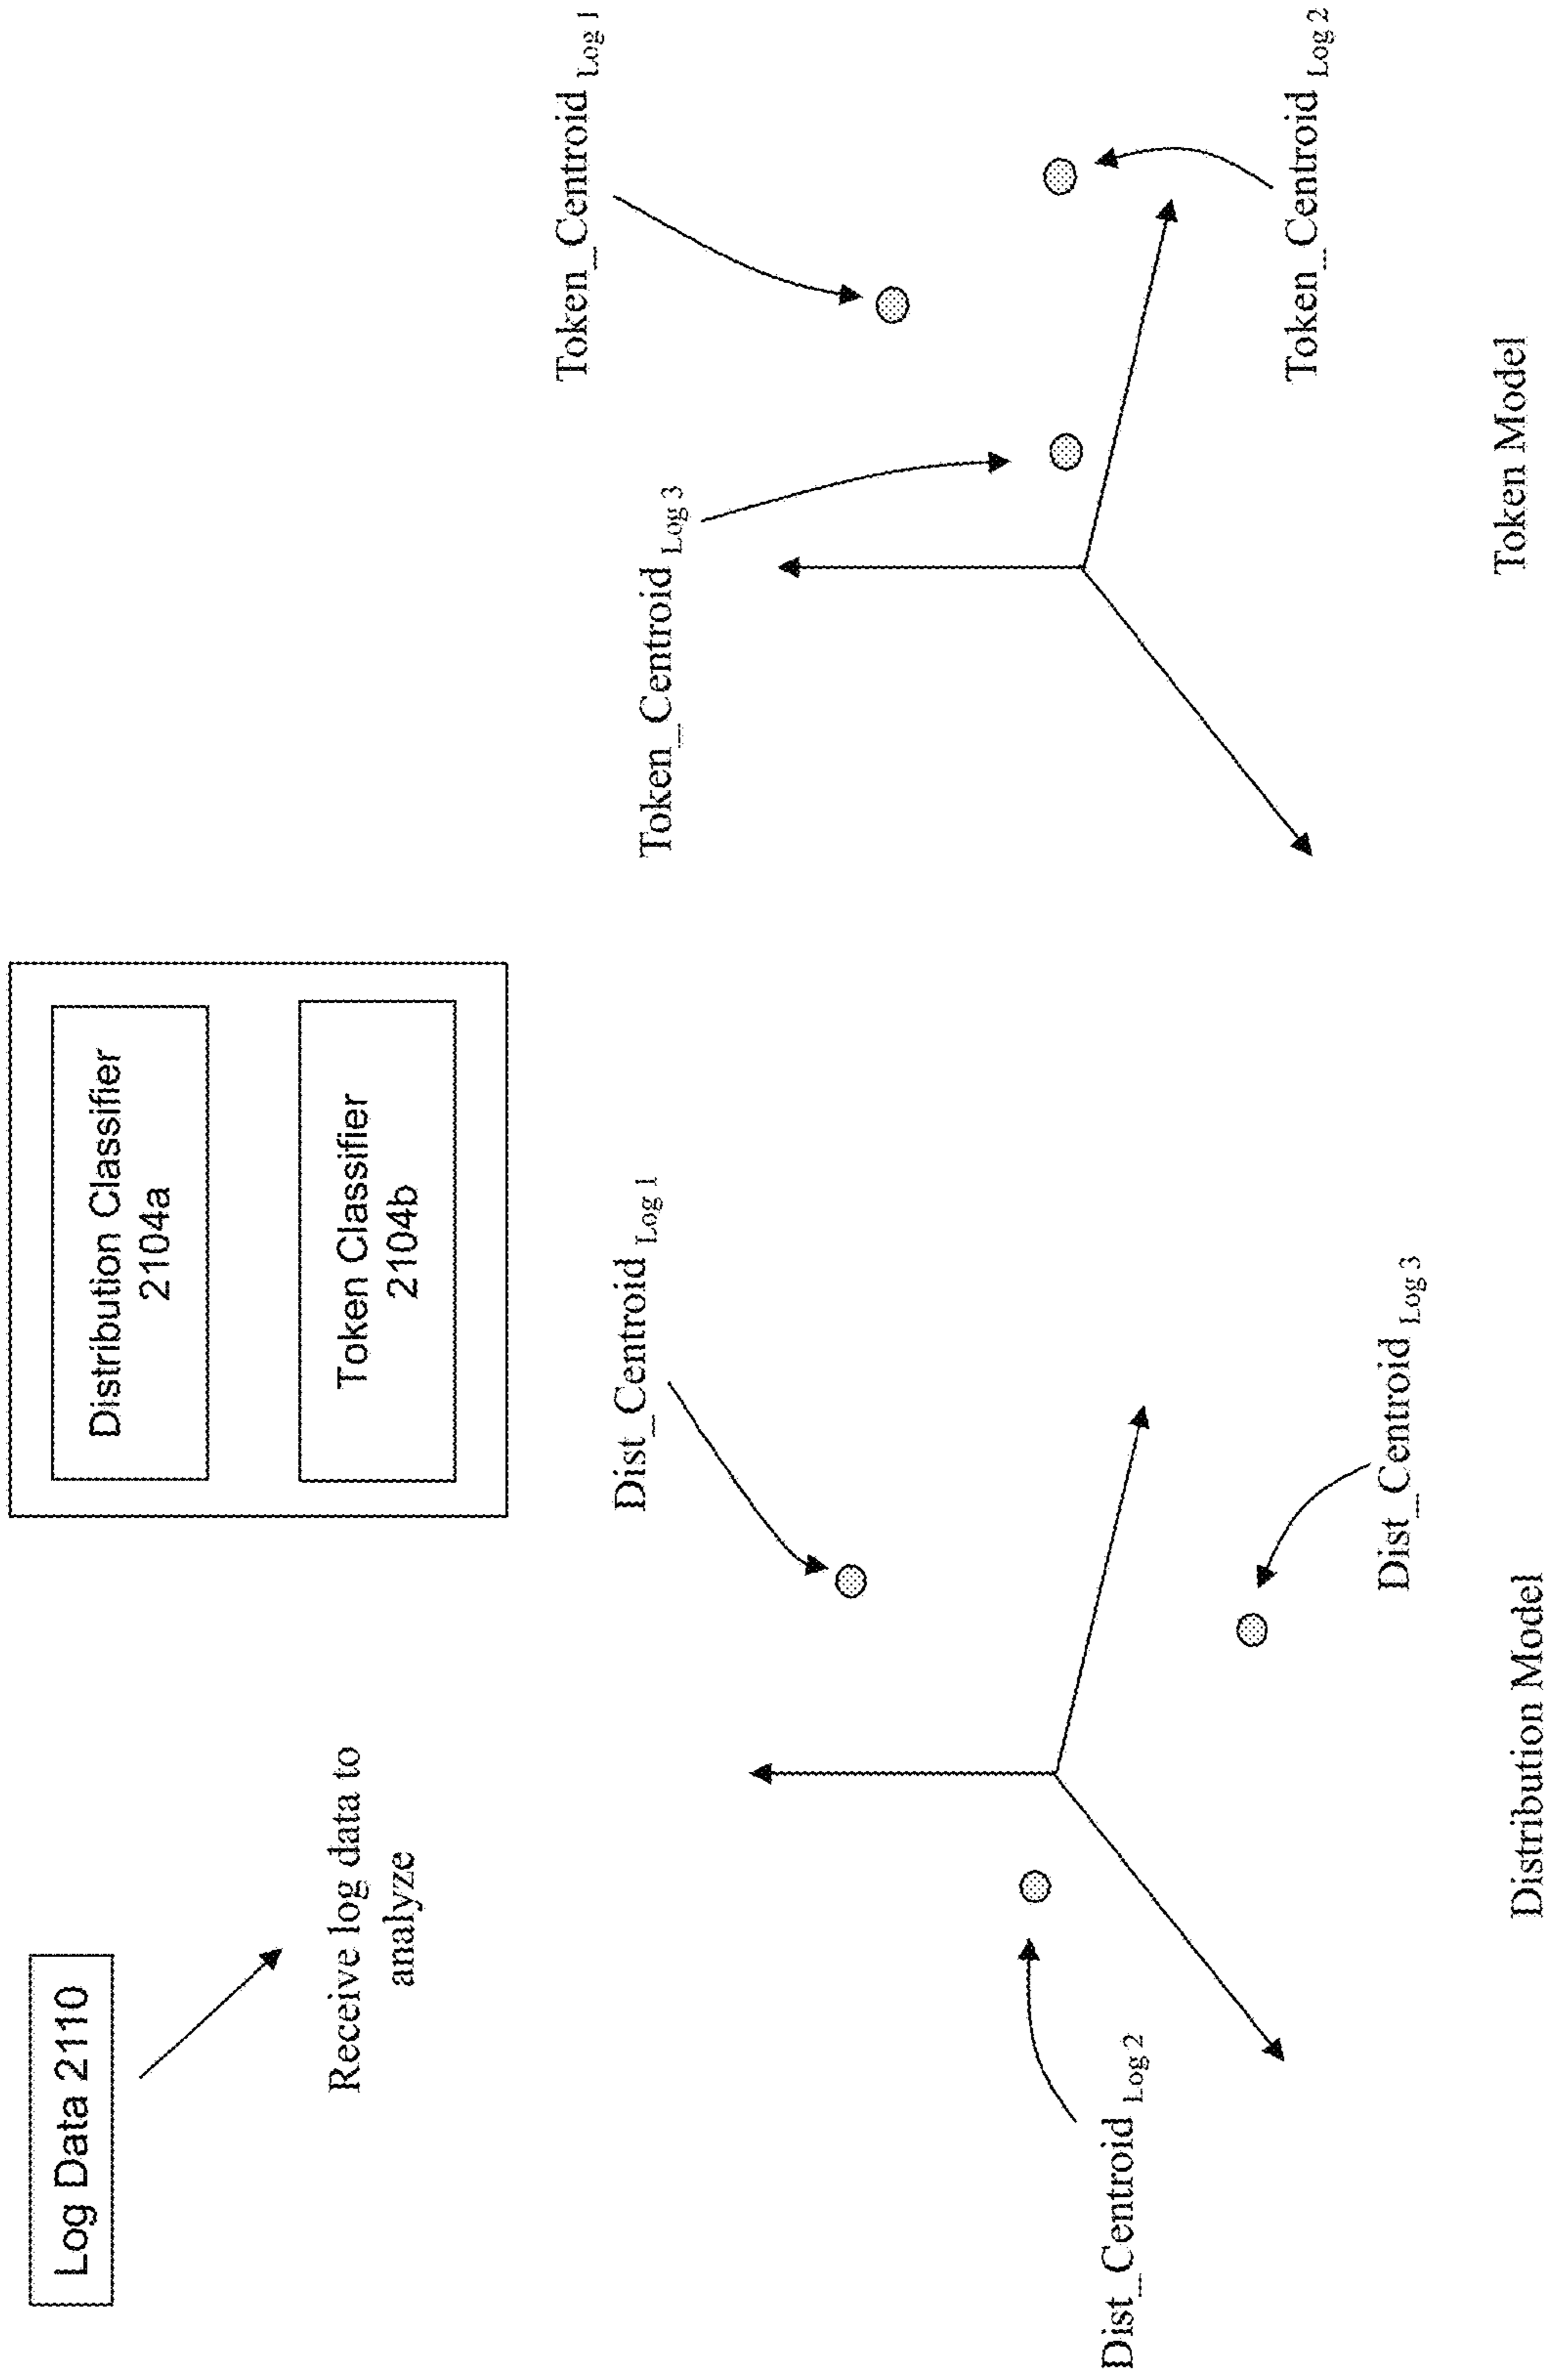 Log Data 2110
Receive log data to
analyze
Distribution Classifier
2104a
Token Classifier
2104b
Dist_Centroid Log 1
Dist_Centroid Log 2
Dist_Centroid Log 3
Distribution Model
Token_Centroid Log 1
Token_Centroid Log 3
Token_Centroid Log 2
Token Model